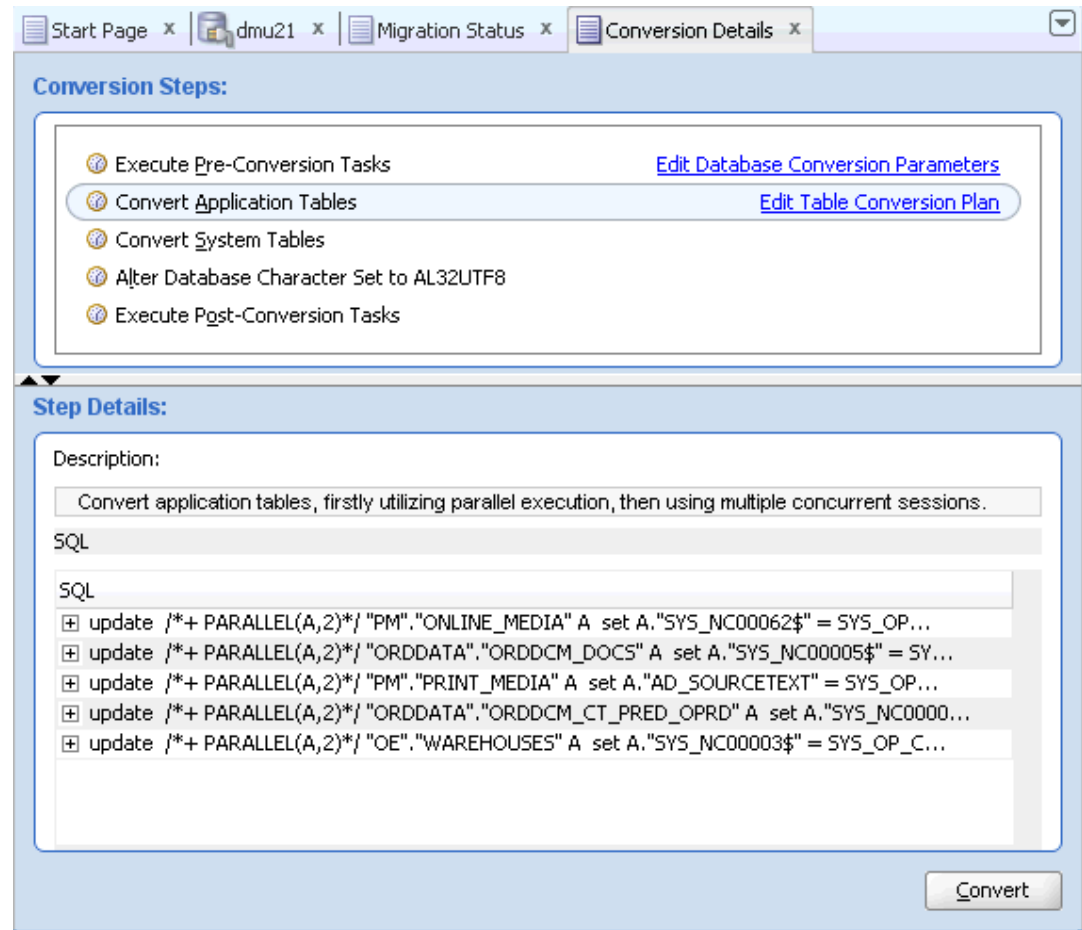 Start Page x dmu21 x Migration Status x Conversion Details x
Conversion Steps:
Execute Pre-Conversion Tasks Edit Database Conversion Parameters
Convert Application Tables Edit Table Conversion Plan
Convert System Tables
Alter Database Character Set to AL32UTF8
Execute Post-Conversion Tasks
Step Details:
Description:
Convert application tables, firstly utilizing parallel execution, then using multiple concurrent sessions.
SQL
SQL
update /*+ PARALLEL(A,2)*/ "PM"."ONLINE_MEDIA" A set A."SYS_NC00062$" = SYS_OP...
update /*+ PARALLEL(A,2)*/ "ORDDATA"."ORDDCM_DOCS" A set A."SYS_NC00005$" = SY...
update /*+ PARALLEL(A,2)*/ "PM"."PRINT_MEDIA" A set A."AD_SOURCETEXT" = SYS_OP...
update /*+ PARALLEL(A,2)*/ "ORDDATA"."ORDDCM_CT_PRED_OPRD" A set A."SYS_NC0000...
update /*+ PARALLEL(A,2)*/ "OE"."WAREHOUSES" A set A."SYS_NC00003$" = SYS_OP_C...
Convert